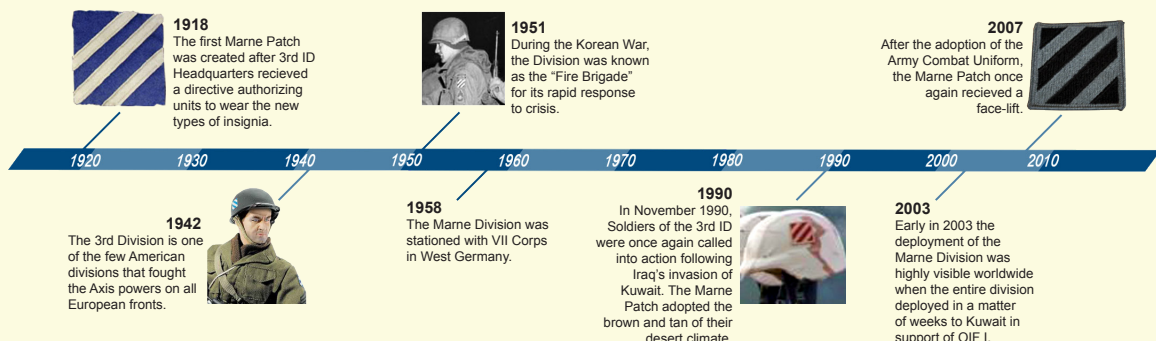 1918
The first Marne Patch
was created after 3rd ID
Headquarters recieved
a directive authorizing
units to wear the new
types of insignia.
1951
During the Korean War,
the Division was known
as the “Fire Brigade”
for its rapid response
to crisis.
2007
After the adoption of the
Army Combat Uniform,
the Marne Patch once
again recieved a
face-lift.
1920 1930 1940 1950 1960 1970 1980 1990 2000 2010
1942
The 3rd Division is one
of the few American
divisions that fought
the Axis powers on all
European fronts.
1958
The Marne Division was
stationed with VII Corps
in West Germany.
1990
In November 1990,
Soldiers of the 3rd ID
were once again called
into action following
Iraq’s invasion of
Kuwait. The Marne
Patch adopted the
brown and tan of their
desert climate.
2003
Early in 2003 the
deployment of the
Marne Division was
highly visible worldwide
when the entire division
deployed in a matter
of weeks to Kuwait in
support of OIF I.